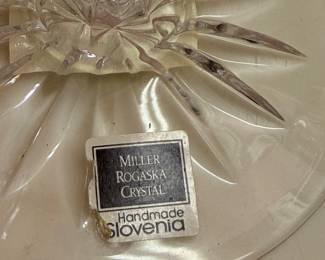 MILLER
ROGASKA
CRYSTAL
Handmade
Slovenia